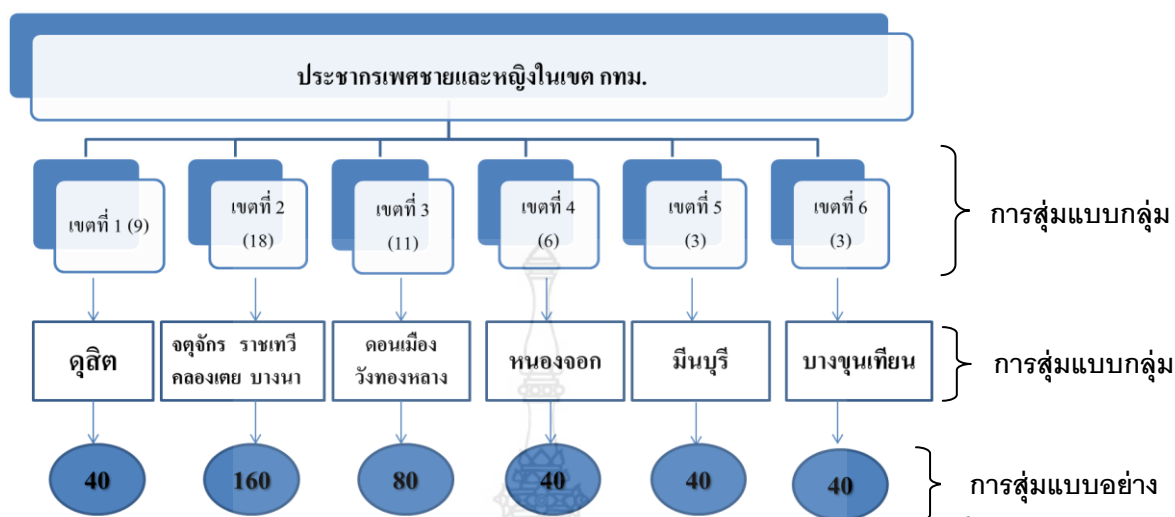 ประชากรเพศชายและหญิงในเขต กทม.
เขตที่ 1 (9)
เขตที่ 2
(18)
เขตที่ 3
(11)
เขตที่ 4
(6)
เขตที่ 5
(3)
เขตที่ 6
(3)
การสุ่มแบบกลุ่ม
ดุสิต
จตุจักร ราชเทวี
คลองเตย บางนา
ดอนเมือง
วังทองหลาง
หนองจอก
มีนบุรี
บางขุนเทียน
การสุ่มแบบกลุ่ม
40
160
80
40
40
40
การสุ่มแบบอย่าง